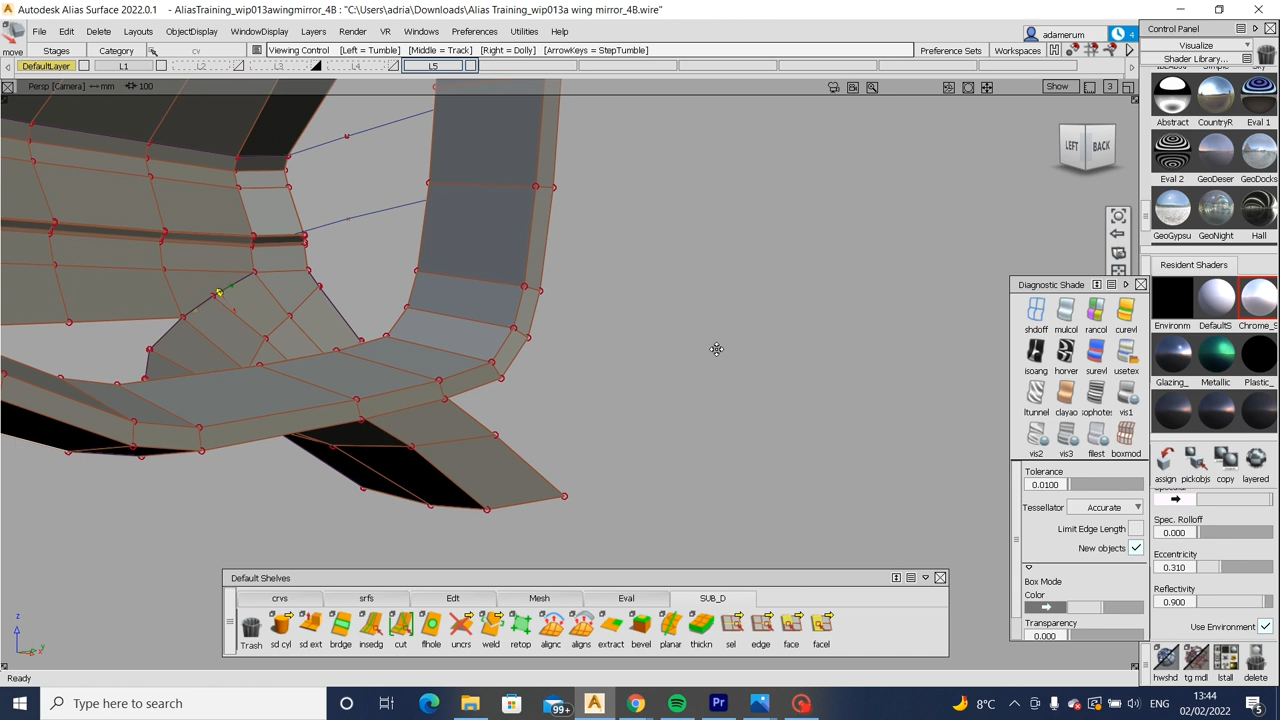 Autodesk Alias Surface 2022.0.1 - AliasTraining_wip013awingmirror_4B : "C:\Users\adria\Downloads\Alias Training_wip013a wing mirror_4B.wire"
File Edit Delete Layouts ObjectDisplay WindowDisplay Layers Render VR Windows Preferences Utilities Help
adamerum 4
move Stages Category cv Viewing Control [Left = Tumble] [Middle = Track] [Right = Dolly] [ArrowKeys = StepTumble] Preference Sets Workspaces
DefaultLayer L1 L2 L3 L4 L5
Persp [Camera] mm 100 Show 3
LEFT BACK
Control Panel
Visualize
Shader Library...
Abstract CountryR Eval 1
Eval 2 GeoDeser GeoDocks
GeoGypsu GeoNight Hall
Resident Shaders
Environm DefaultS Chrome_S
Glazing_ Metallic Plastic_
assign pickobjs copy layered
Spec. Rolloff
0.000
Eccentricity
0.310
Reflectivity
0.900
Use Environment
hwshd tg mdl lstall delete
Diagnostic Shade
shdoff mulcol rancol curevl
isoang horver surevl usetex
ltunnel clayao sophotes vis1
vis2 vis3 filest boxmod
Tolerance
0.0100
Tessellator Accurate
Limit Edge Length
New objects
Box Mode
Color
Transparency
0.000
Default Shelves
crvs srfs Edt Mesh Eval SUB_D
Trash sd cyl sd ext brdge insedg cut flhole uncrs weld retop alignc aligns extract bevel planar thickn sel edge face facel
z
y
Ready
Type here to search
99+
8°C ENG
13:44
02/02/2022
5